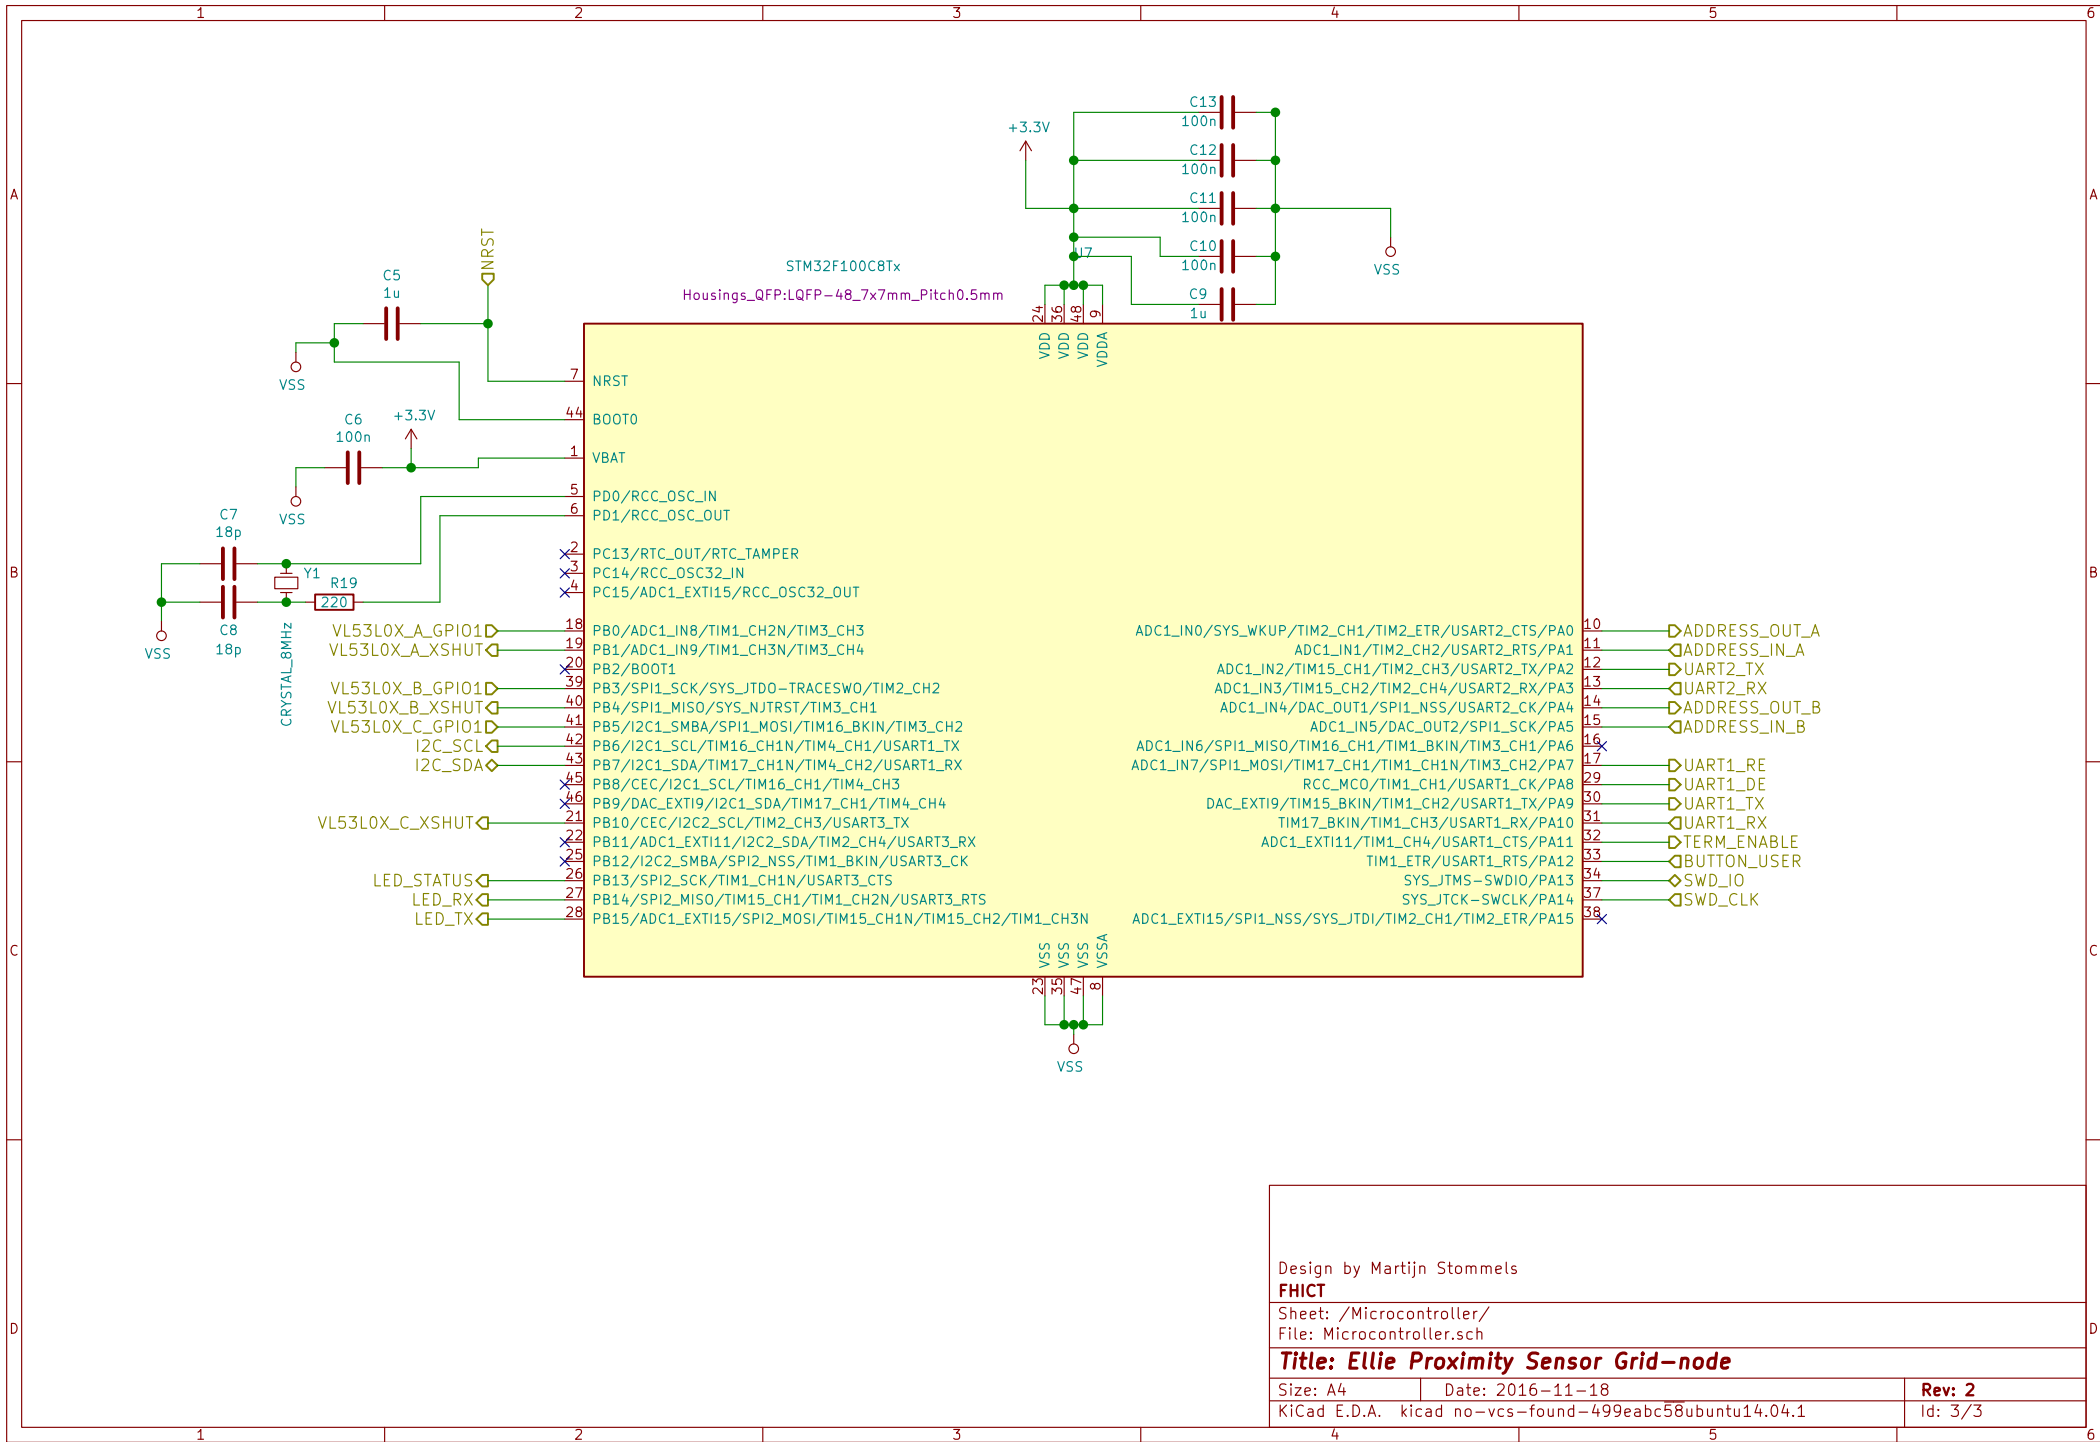 1 2 3 4 5 6
A
B
C
D
A
B
C
D
1 2 3 4 5 6
C13
100n
C12
100n
C11
100n
C10
100n
C9
1u
+3.3V
VSS
U7
STM32F100C8Tx
Housings_QFP:LQFP-48_7x7mm_Pitch0.5mm
NRST
C5
1u
VSS
C6
100n
+3.3V
VSS
C7
18p
Y1
R19
220
C8
18p
VSS
CRYSTAL_8MHz
24 VDD
36 VDD
48 VDD
9 VDDA
7 NRST
44 BOOT0
1 VBAT
5 PD0/RCC_OSC_IN
6 PD1/RCC_OSC_OUT
2 PC13/RTC_OUT/RTC_TAMPER
3 PC14/RCC_OSC32_IN
4 PC15/ADC1_EXTI15/RCC_OSC32_OUT
VL53L0X_A_GPIO1 18 PB0/ADC1_IN8/TIM1_CH2N/TIM3_CH3
VL53L0X_A_XSHUT 19 PB1/ADC1_IN9/TIM1_CH3N/TIM3_CH4
20 PB2/BOOT1
VL53L0X_B_GPIO1 39 PB3/SPI1_SCK/SYS_JTDO-TRACESWO/TIM2_CH2
VL53L0X_B_XSHUT 40 PB4/SPI1_MISO/SYS_NJTRST/TIM3_CH1
VL53L0X_C_GPIO1 41 PB5/I2C1_SMBA/SPI1_MOSI/TIM16_BKIN/TIM3_CH2
I2C_SCL 42 PB6/I2C1_SCL/TIM16_CH1N/TIM4_CH1/USART1_TX
I2C_SDA 43 PB7/I2C1_SDA/TIM17_CH1N/TIM4_CH2/USART1_RX
45 PB8/CEC/I2C1_SCL/TIM16_CH1/TIM4_CH3
46 PB9/DAC_EXTI9/I2C1_SDA/TIM17_CH1/TIM4_CH4
VL53L0X_C_XSHUT 21 PB10/CEC/I2C2_SCL/TIM2_CH3/USART3_TX
22 PB11/ADC1_EXTI11/I2C2_SDA/TIM2_CH4/USART3_RX
25 PB12/I2C2_SMBA/SPI2_NSS/TIM1_BKIN/USART3_CK
LED_STATUS 26 PB13/SPI2_SCK/TIM1_CH1N/USART3_CTS
LED_RX 27 PB14/SPI2_MISO/TIM15_CH1/TIM1_CH2N/USART3_RTS
LED_TX 28 PB15/ADC1_EXTI15/SPI2_MOSI/TIM15_CH1N/TIM15_CH2/TIM1_CH3N
ADC1_IN0/SYS_WKUP/TIM2_CH1/TIM2_ETR/USART2_CTS/PA0 10 ADDRESS_OUT_A
ADC1_IN1/TIM2_CH2/USART2_RTS/PA1 11 ADDRESS_IN_A
ADC1_IN2/TIM15_CH1/TIM2_CH3/USART2_TX/PA2 12 UART2_TX
ADC1_IN3/TIM15_CH2/TIM2_CH4/USART2_RX/PA3 13 UART2_RX
ADC1_IN4/DAC_OUT1/SPI1_NSS/USART2_CK/PA4 14 ADDRESS_OUT_B
ADC1_IN5/DAC_OUT2/SPI1_SCK/PA5 15 ADDRESS_IN_B
ADC1_IN6/SPI1_MISO/TIM16_CH1/TIM1_BKIN/TIM3_CH1/PA6 16
ADC1_IN7/SPI1_MOSI/TIM17_CH1/TIM1_CH1N/TIM3_CH2/PA7 17 UART1_RE
RCC_MCO/TIM1_CH1/USART1_CK/PA8 29 UART1_DE
DAC_EXTI9/TIM15_BKIN/TIM1_CH2/USART1_TX/PA9 30 UART1_TX
TIM17_BKIN/TIM1_CH3/USART1_RX/PA10 31 UART1_RX
ADC1_EXTI11/TIM1_CH4/USART1_CTS/PA11 32 TERM_ENABLE
TIM1_ETR/USART1_RTS/PA12 33 BUTTON_USER
SYS_JTMS-SWDIO/PA13 34 SWD_IO
SYS_JTCK-SWCLK/PA14 37 SWD_CLK
ADC1_EXTI15/SPI1_NSS/SYS_JTDI/TIM2_CH1/TIM2_ETR/PA15 38
VSS 23
VSS 35
VSS 47
VSSA 8
VSS
Design by Martijn Stommels
FHICT
Sheet: /Microcontroller/
File: Microcontroller.sch
Title: Ellie Proximity Sensor Grid-node
Size: A4 Date: 2016-11-18 Rev: 2
KiCad E.D.A. kicad no-vcs-found-499eabc58ubuntu14.04.1 Id: 3/3